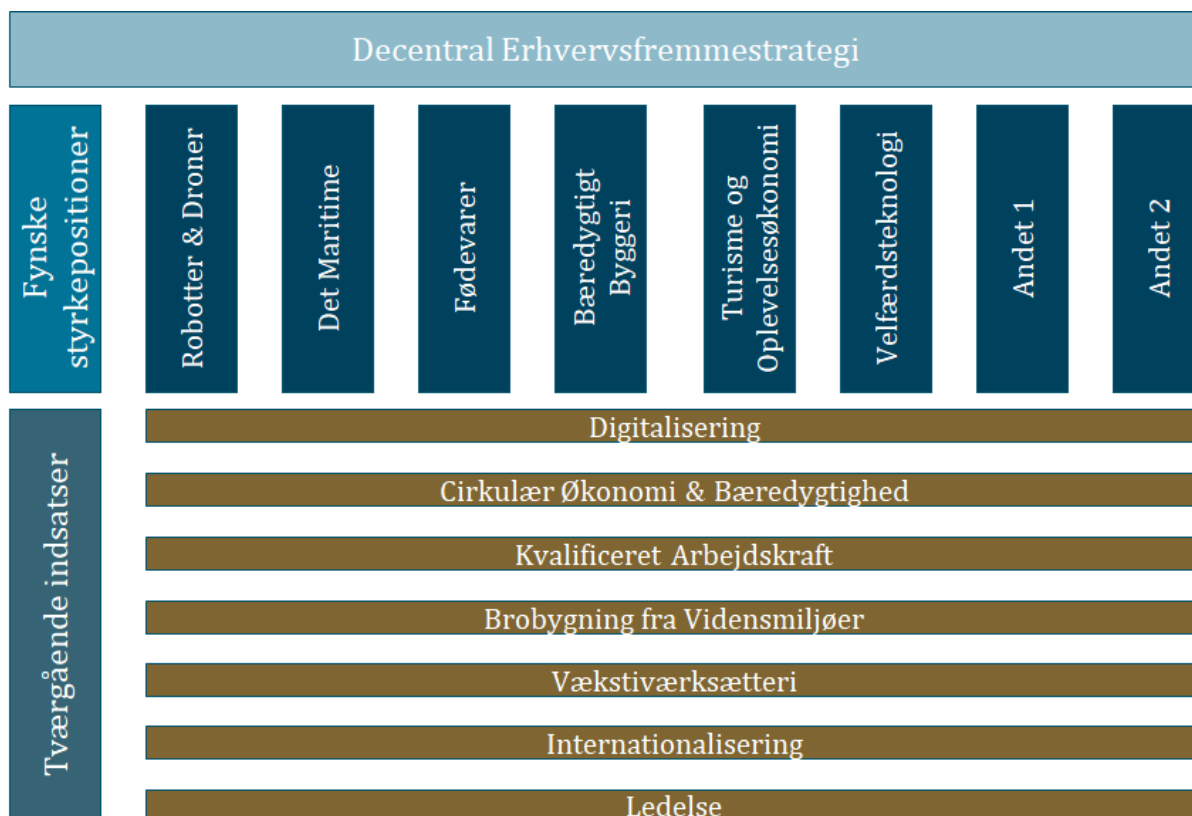 Decentral Erhvervsfremmestrategi
Fynske
styrkepositioner
Robotter & Droner
Det Maritime
Fødevarer
Bæredygtigt
Byggeri
Turisme og
Oplevelsesøkonomi
Velfærdsteknologi
Andet 1
Andet 2
Tværgående indsatser
Digitalisering
Cirkulær Økonomi & Bæredygtighed
Kvalificeret Arbejdskraft
Brobygning fra Vidensmiljøer
Vækstiværksætteri
Internationalisering
Ledelse